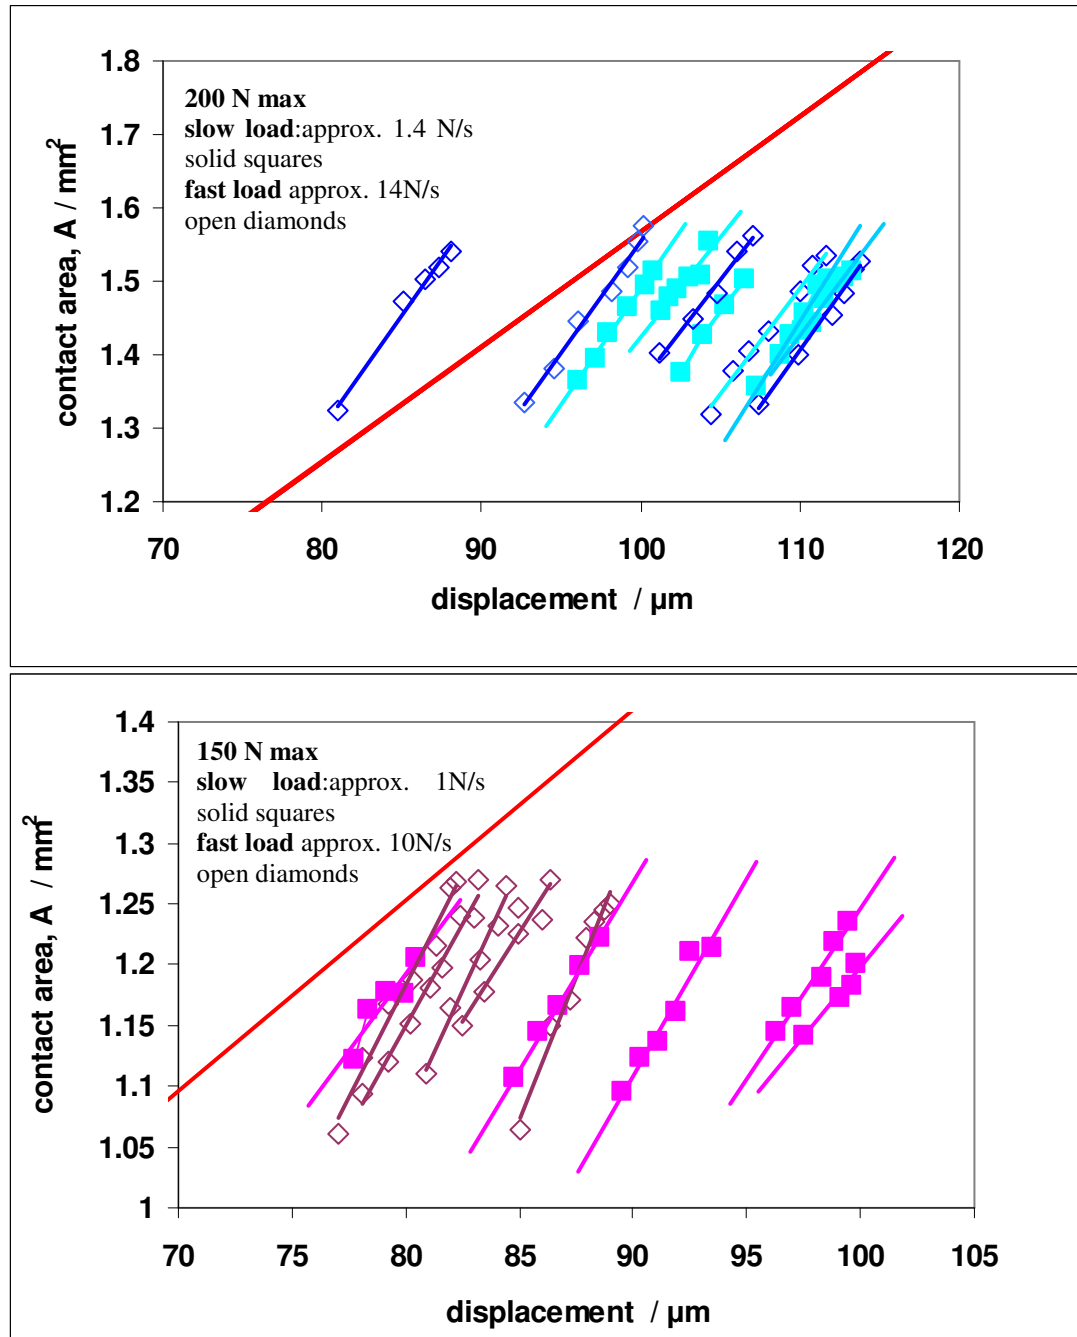 200 N max
slow load:approx. 1.4 N/s
solid squares
fast load approx. 14N/s
open diamonds
contact area, A / mm²
1.8
1.7
1.6
1.5
1.4
1.3
1.2
70 80 90 100 110 120
displacement / µm
150 N max
slow load:approx. 1N/s
solid squares
fast load approx. 10N/s
open diamonds
contact area, A / mm²
1.4
1.35
1.3
1.25
1.2
1.15
1.1
1.05
1
70 75 80 85 90 95 100 105
displacement / µm